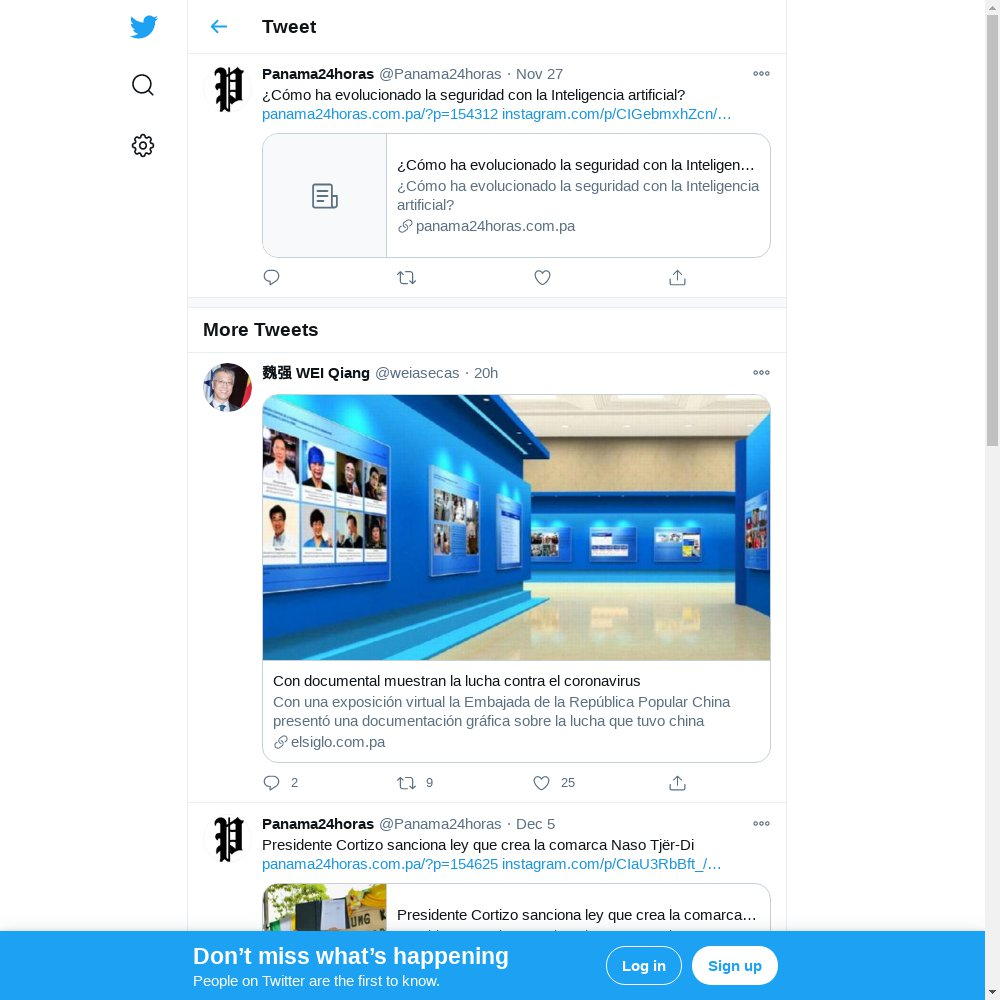 Tweet
Panama24horas @Panama24horas · Nov 27
¿Cómo ha evolucionado la seguridad con la Inteligencia artificial?
panama24horas.com.pa/?p=154312 instagram.com/p/CIGebmxhZcn/…
¿Cómo ha evolucionado la seguridad con la Inteligen…
¿Cómo ha evolucionado la seguridad con la Inteligencia
artificial?
panama24horas.com.pa
More Tweets
魏强 WEI Qiang @weiasecas · 20h
Con documental muestran la lucha contra el coronavirus
Con una exposición virtual la Embajada de la República Popular China
presentó una documentación gráfica sobre la lucha que tuvo china
elsiglo.com.pa
2 9 25
Panama24horas @Panama24horas · Dec 5
Presidente Cortizo sanciona ley que crea la comarca Naso Tjër-Di
panama24horas.com.pa/?p=154625 instagram.com/p/CIaU3RbBft_/…
Presidente Cortizo sanciona ley que crea la comarca…
Don’t miss what’s happening
People on Twitter are the first to know.
Log in
Sign up